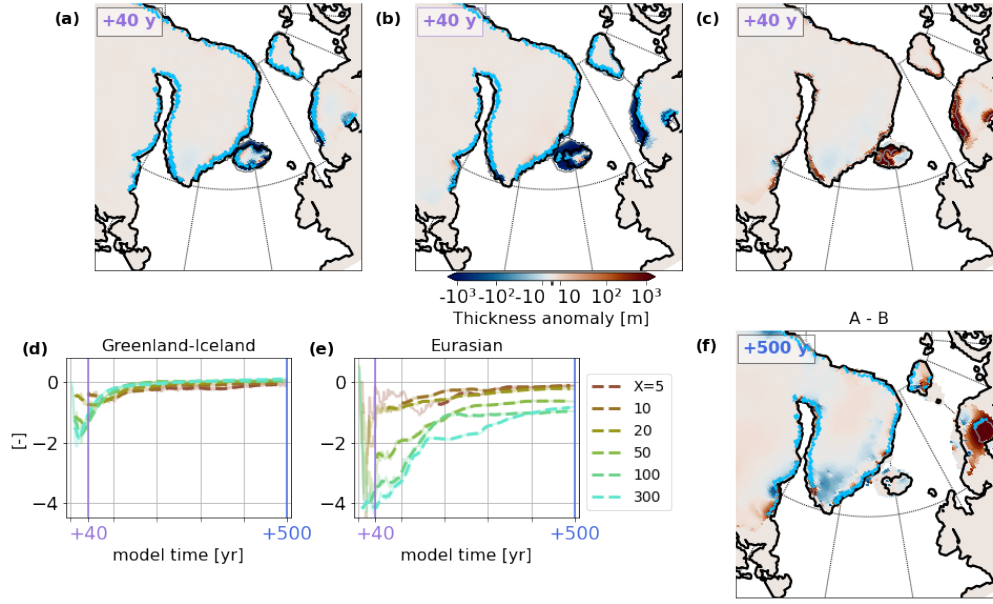 (a)
+40 y
(b)
+40 y
(c)
+40 y
-10³ -10² -10 10 10² 10³
Thickness anomaly [m]
(d)
Greenland-Iceland
[-]
0
−2
−4
+40
+500
model time [yr]
(e)
Eurasian
0
−2
−4
+40
+500
model time [yr]
X=5
10
20
50
100
300
A - B
(f)
+500 y